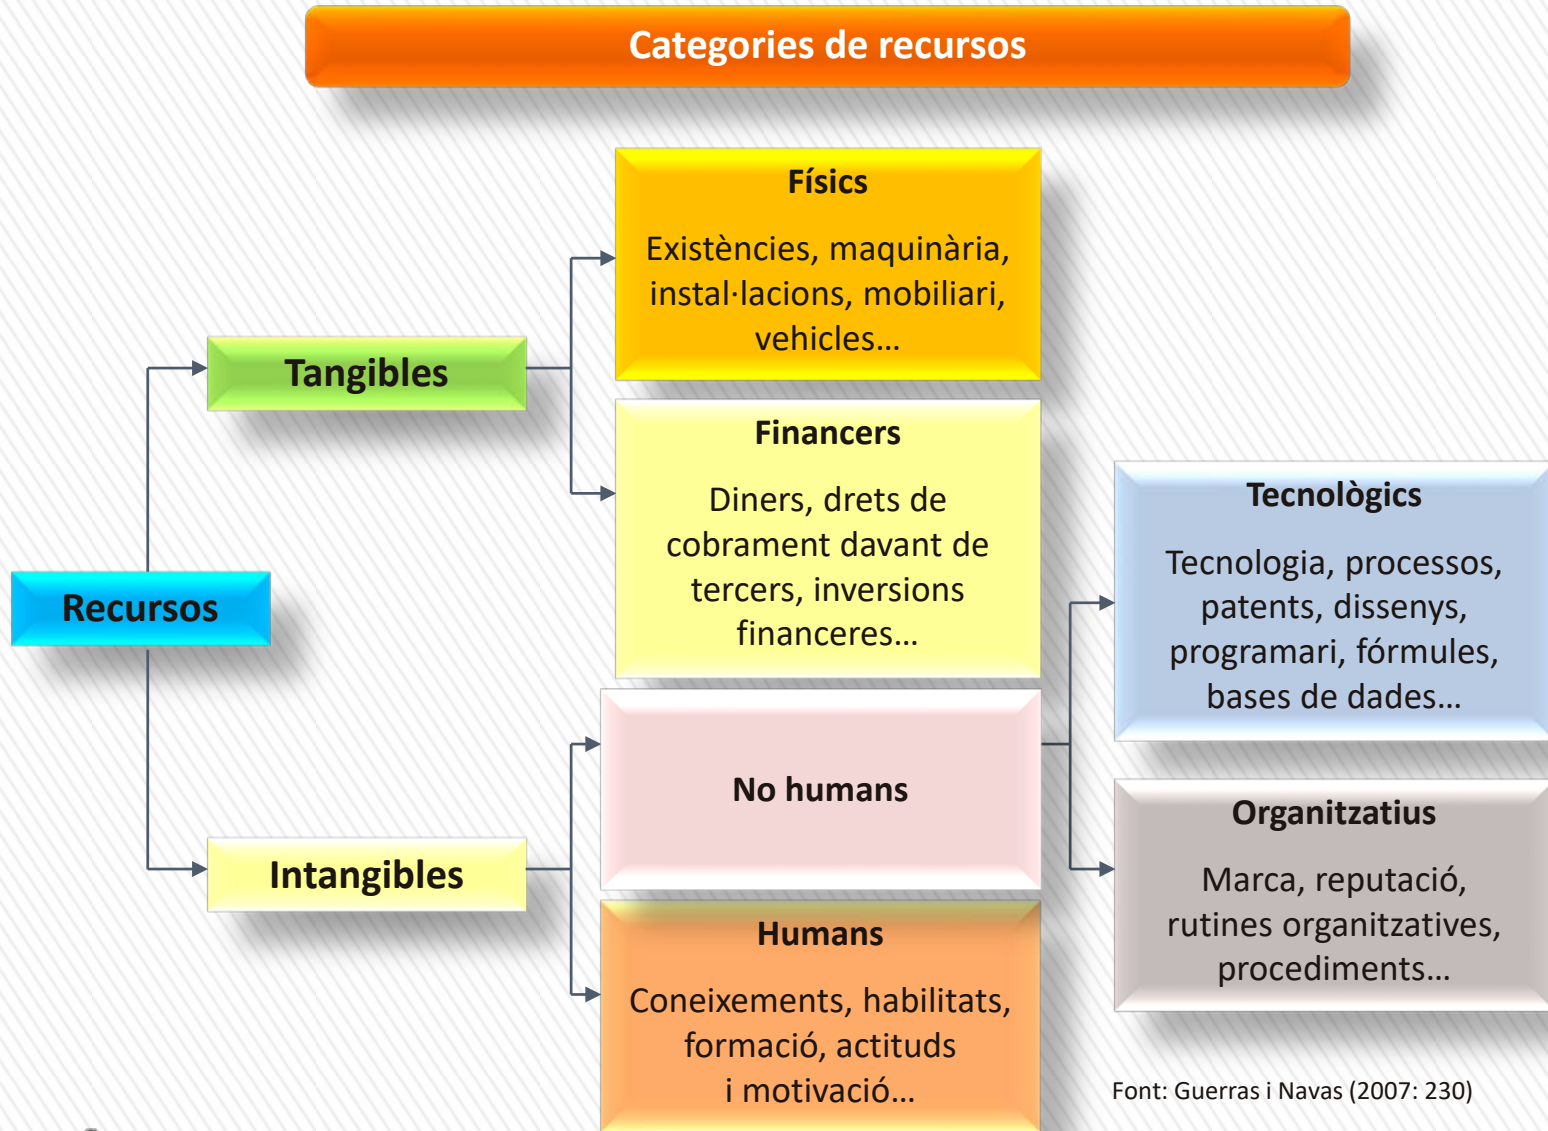 Categories de recursos
Físics
Existències, maquinària,
instal·lacions, mobiliari,
vehicles…
Tangibles
Financers
Diners, drets de
cobrament davant de
tercers, inversions
financeres…
Tecnològics
Tecnologia, processos,
patents, dissenys,
programari, fórmules,
bases de dades…
Recursos
No humans
Organitzatius
Marca, reputació,
rutines organitzatives,
procediments…
Intangibles
Humans
Coneixements, habilitats,
formació, actituds
i motivació…
Font: Guerras i Navas (2007: 230)